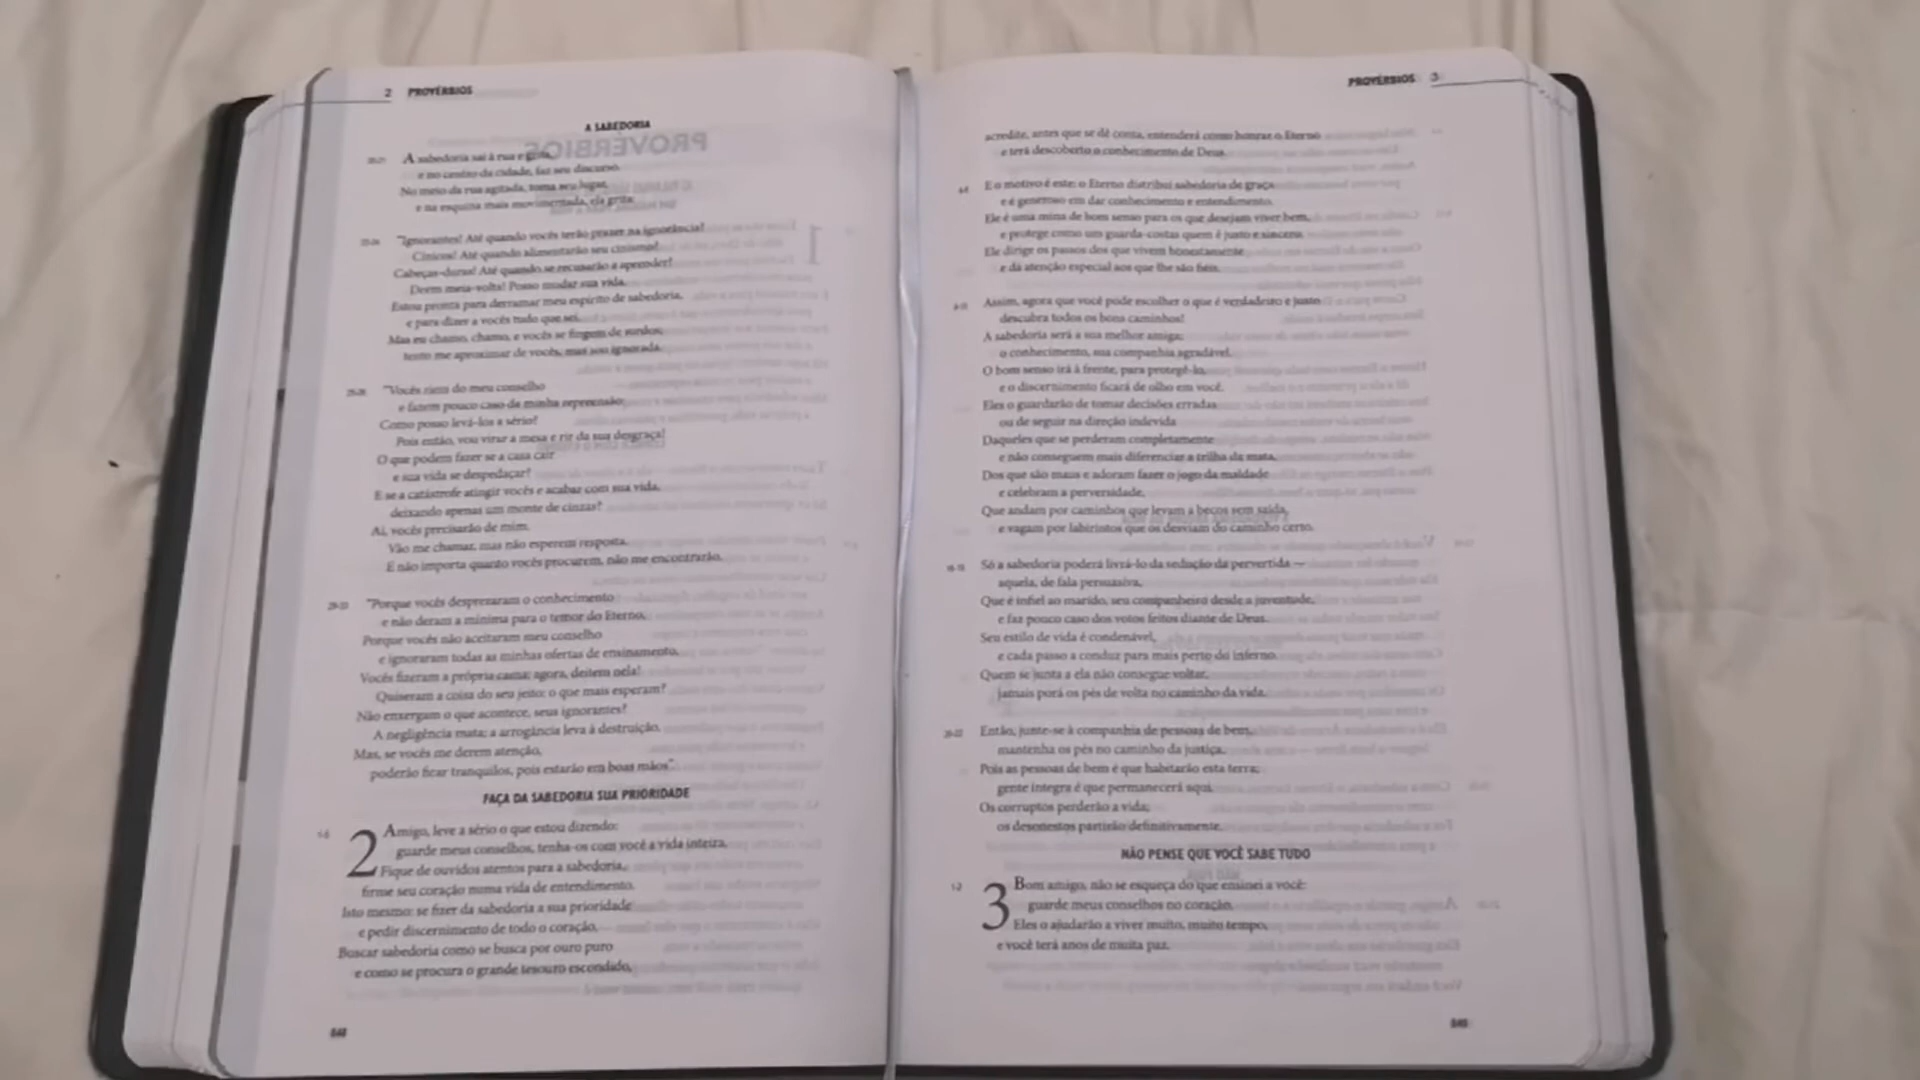 2 PROVÉRBIOS
A SABEDORIA
20-21 A sabedoria sai à rua e grita,
e no centro da cidade, faz seu discurso.
No meio da rua agitada, toma seu lugar,
e na esquina mais movimentada, ela grita:
22-24 "Ignorantes! Até quando vocês terão prazer na ignorância?
Cínicos! Até quando alimentarão seu cinismo?
Cabeças-duras! Até quando se recusarão a aprender?
Deem meia-volta! Posso mudar sua vida.
Estou pronta para derramar meu espírito de sabedoria,
e para dizer a vocês tudo que sei.
Mas eu chamo, chamo, e vocês se fingem de surdos;
tento me aproximar de vocês, mas sou ignorada.
25-28 "Vocês riem do meu conselho
e fazem pouco caso da minha repreensão;
Como posso levá-los a sério?
Pois então, vou virar a mesa e rir da sua desgraça!
O que podem fazer se a casa cair
e sua vida se despedaçar?
E se a catástrofe atingir vocês e acabar com sua vida,
deixando apenas um monte de cinzas?
Aí, vocês precisarão de mim.
Vão me chamar, mas não esperem resposta.
E não importa quanto vocês procurem, não me encontrarão.
29-33 "Porque vocês desprezaram o conhecimento
e não deram a mínima para o temor do Eterno,
Porque vocês não aceitaram meu conselho
e ignoraram todas as minhas ofertas de ensinamento,
Vocês fizeram a própria cama; agora, deitem nela!
Quiseram a coisa do seu jeito: o que mais esperam?
Não enxergam o que acontece, seus ignorantes?
A negligência mata; a arrogância leva à destruição.
Mas, se vocês me derem atenção,
poderão ficar tranquilos, pois estarão em boas mãos".
FAÇA DA SABEDORIA SUA PRIORIDADE
1-5 2 Amigo, leve a sério o que estou dizendo:
guarde meus conselhos, tenha-os com você a vida inteira.
Fique de ouvidos atentos para a sabedoria,
firme seu coração numa vida de entendimento.
Isto mesmo: se fizer da sabedoria a sua prioridade
e pedir discernimento de todo o coração,
Buscar sabedoria como se busca por ouro puro
e como se procura o grande tesouro escondido,
848
PROVÉRBIOS 3
acredite, antes que se dê conta, entenderá como honrar o Eterno
e terá descoberto o conhecimento de Deus.
6-8 E o motivo é este: o Eterno distribui sabedoria de graça
e é generoso em dar conhecimento e entendimento.
Ele é uma mina de bom senso para os que desejam viver bem,
e protege como um guarda-costas quem é justo e sincero.
Ele dirige os passos dos que vivem honestamente
e dá atenção especial aos que lhe são fiéis.
9-15 Assim, agora que você pode escolher o que é verdadeiro e justo
descubra todos os bons caminhos!
A sabedoria será a sua melhor amiga;
o conhecimento, sua companhia agradável.
O bom senso irá à frente, para protegê-lo,
e o discernimento ficará de olho em você.
Eles o guardarão de tomar decisões erradas
ou de seguir na direção indevida
Daqueles que se perderam completamente
e não conseguem mais diferenciar a trilha da mata,
Dos que são maus e adoram fazer o jogo da maldade
e celebram a perversidade,
Que andam por caminhos que levam a becos sem saída,
e vagam por labirintos que os desviam do caminho certo.
16-19 Só a sabedoria poderá livrá-lo da sedução da pervertida —
aquela, de fala persuasiva,
Que é infiel ao marido, seu companheiro desde a juventude,
e faz pouco caso dos votos feitos diante de Deus.
Seu estilo de vida é condenável,
e cada passo a conduz para mais perto do inferno.
Quem se junta a ela não consegue voltar,
jamais porá os pés de volta no caminho da vida.
20-22 Então, junte-se à companhia de pessoas de bem,
mantenha os pés no caminho da justiça.
Pois as pessoas de bem é que habitarão esta terra;
gente íntegra é que permanecerá aqui.
Os corruptos perderão a vida;
os desonestos partirão definitivamente.
NÃO PENSE QUE VOCÊ SABE TUDO
1-2 3 Bom amigo, não se esqueça do que ensinei a você:
guarde meus conselhos no coração.
Eles o ajudarão a viver muito, muito tempo,
e você terá anos de muita paz.
849